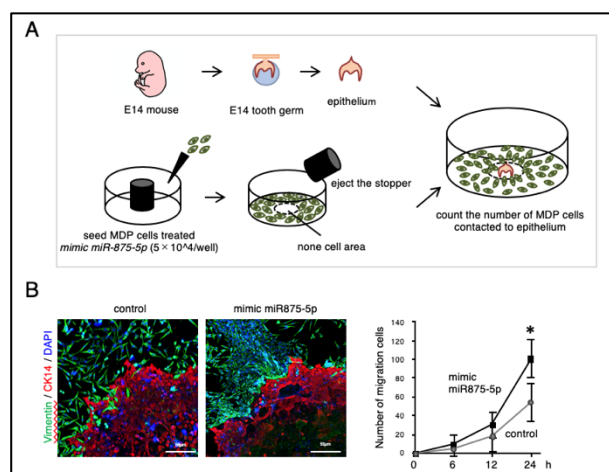 A
E14 mouse
E14 tooth germ
epithelium
eject the stopper
seed MDP cells treated
mimic miR-875-5p (5×10^4/well)
none cell area
count the number of MDP cells
contacted to epithelium
B
control
mimic miR875-5p
Vimentin / CK14 / DAPI
50μm
50μm
Number of migration cells
140
120
100
80
60
40
20
0
*
mimic
miR875-5p
control
0
6
12
24
h